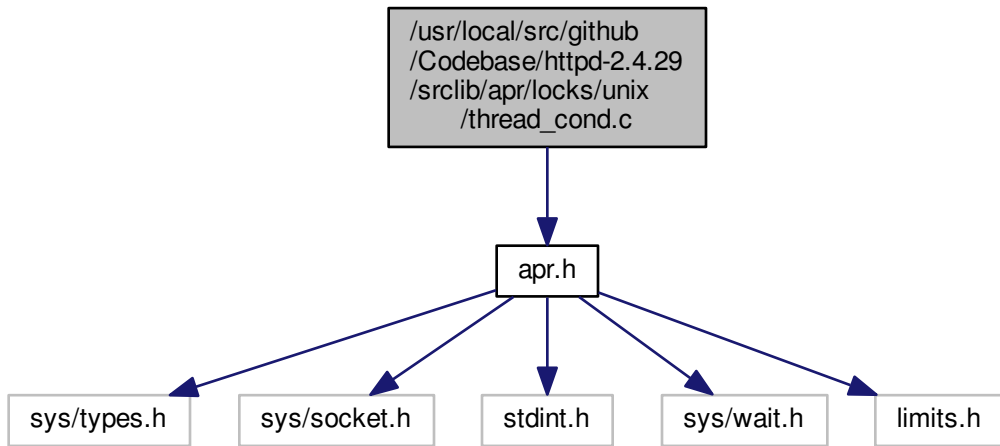 /usr/local/src/github
/Codebase/httpd-2.4.29
/srclib/apr/locks/unix
/thread_cond.c
apr.h
sys/types.h
sys/socket.h
stdint.h
sys/wait.h
limits.h